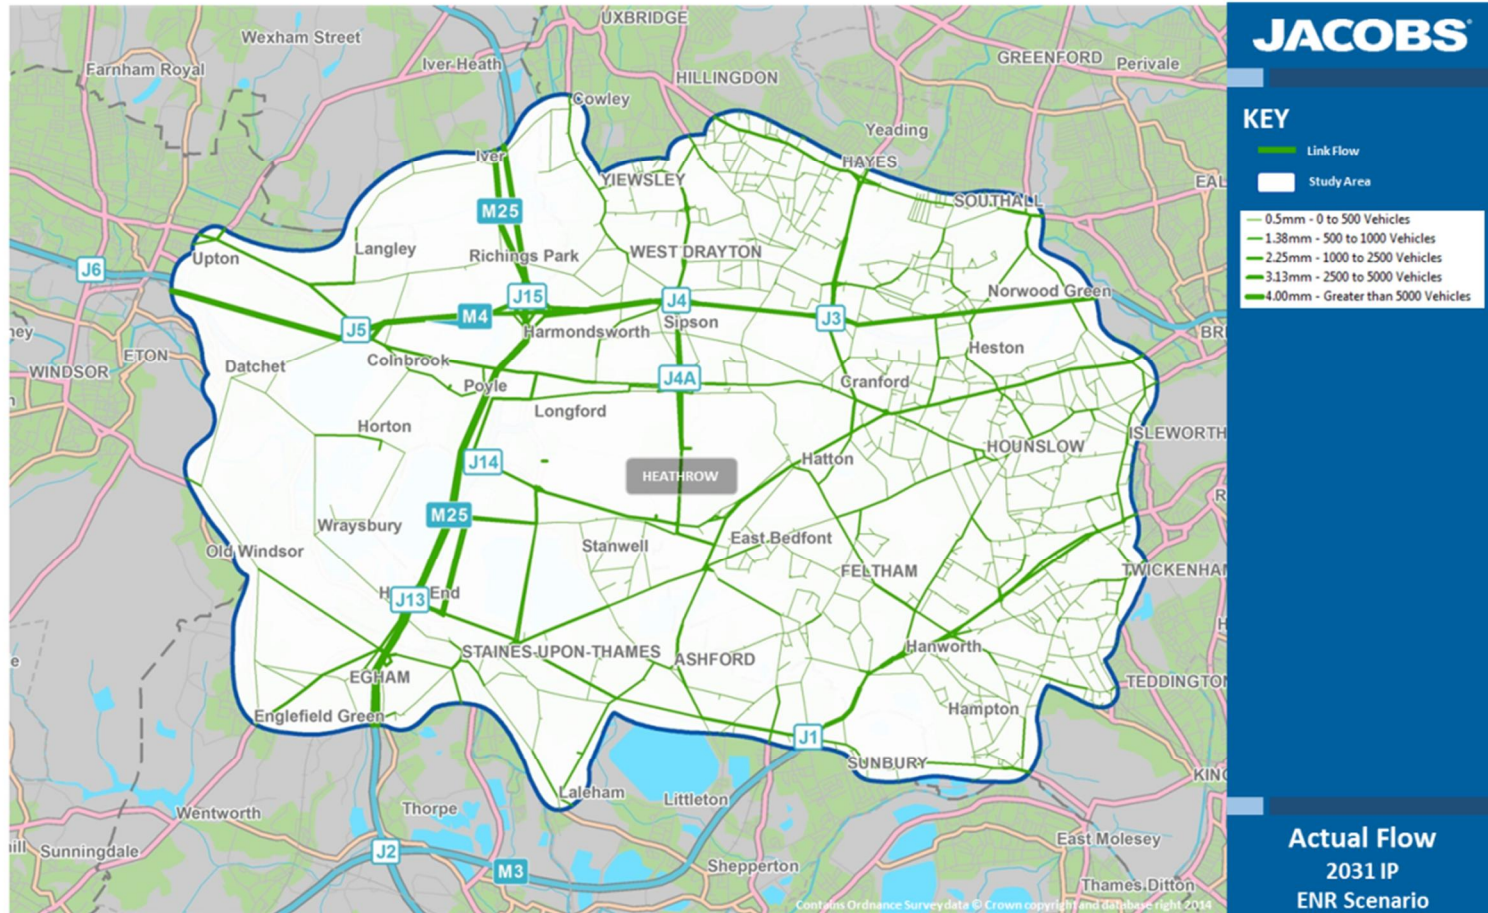 UXBRIDGE
Wexham Street
Iver Heath
Farnham Royal
HILLINGDON
GREENFORD
Perivale
JACOBS
KEY
Link Flow
Study Area
0.5mm - 0 to 500 Vehicles
1.38mm - 500 to 1000 Vehicles
2.25mm - 1000 to 2500 Vehicles
3.13mm - 2500 to 5000 Vehicles
4.00mm - Greater than 5000 Vehicles
Cowley
Yeading
Iver
HAYES
YIEWSLEY
EAL
SOUTHALL
M25
Langley
Richings Park
WEST DRAYTON
Upton
J6
J15
J4
Norwood Green
M4
J5
Harmondsworth
Sipson
J3
ney
BRE
ETON
Colnbrook
Heston
WINDSOR
Datchet
Poyle
J4A
Cranford
Longford
Horton
HOUNSLOW
ISLEWORTH
J14
Hatton
HEATHROW
R
M25
Wraysbury
Old Windsor
Stanwell
East Bedfont
FELTHAM
TWICKENHAM
H
End
J13
STAINES-UPON-THAMES
ASHFORD
Hanworth
e
EGHAM
TEDDINGTON
Englefield Green
Hampton
J1
SUNBURY
KING
Laleham
Littleton
Wentworth
Thorpe
ill
Sunningdale
J2
M3
Shepperton
East Molesey
Thames Ditton
Contains Ordnance Survey data © Crown copyright and database right 2014
Actual Flow
2031 IP
ENR Scenario